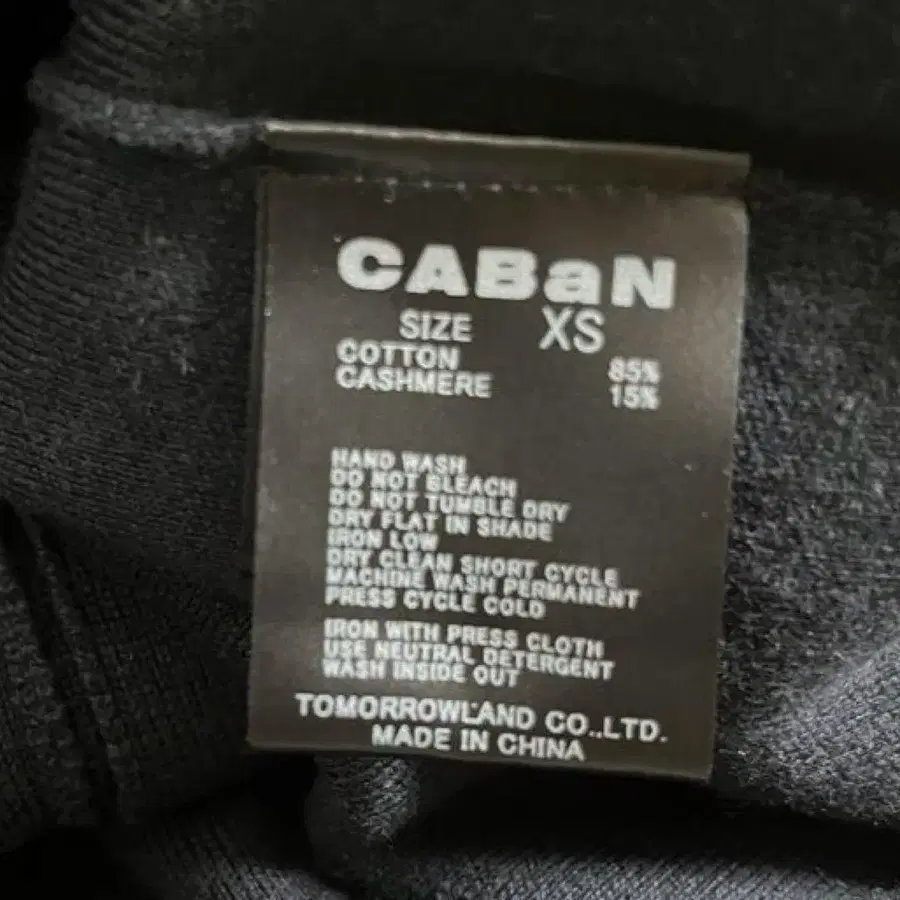 CABaN
SIZE XS
COTTON 85%
CASHMERE 15%
HAND WASH
DO NOT BLEACH
DO NOT TUMBLE DRY
DRY FLAT IN SHADE
IRON LOW
DRY CLEAN SHORT CYCLE
MACHINE WASH PERMANENT
PRESS CYCLE COLD
IRON WITH PRESS CLOTH
USE NEUTRAL DETERGENT
WASH INSIDE OUT
TOMORROWLAND CO.,LTD.
MADE IN CHINA